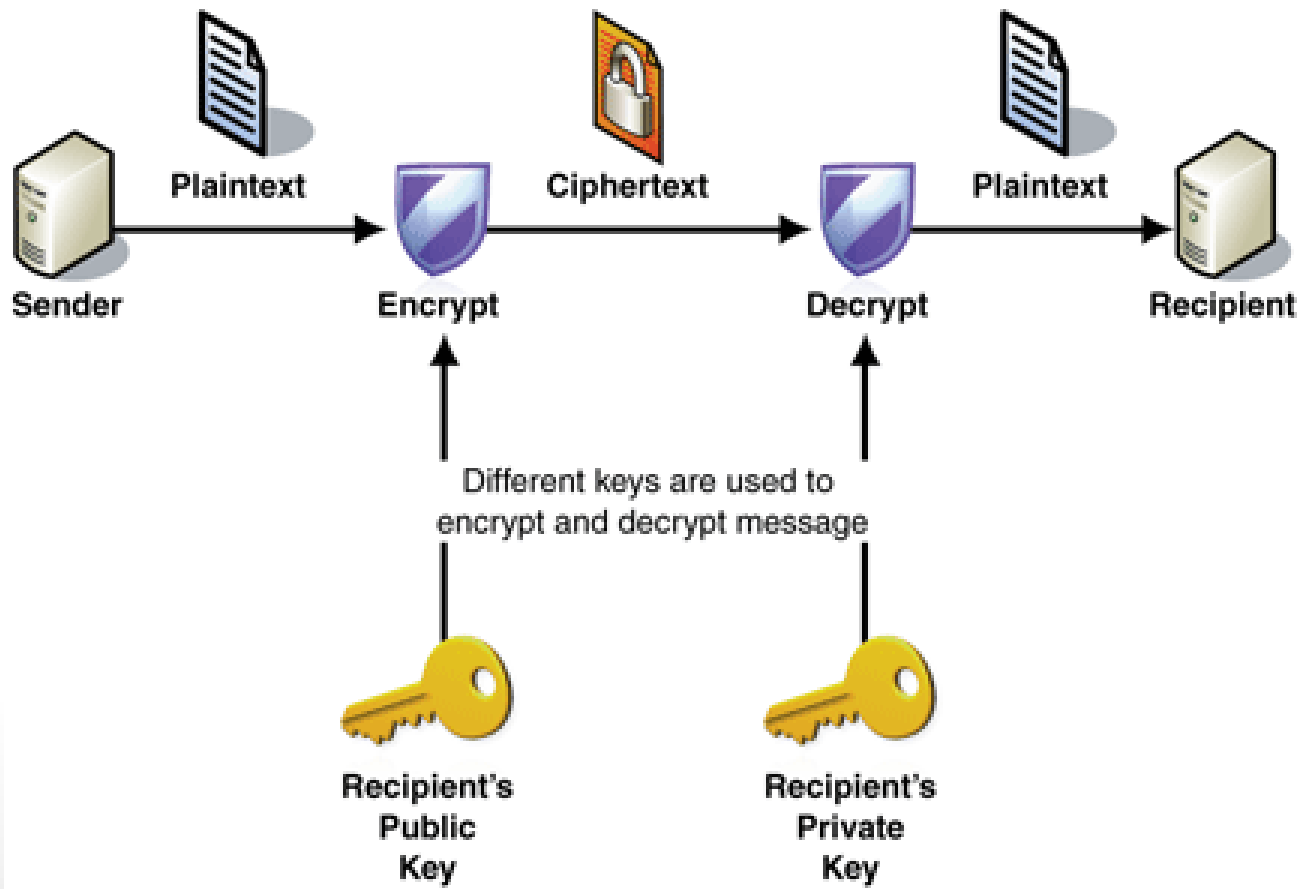 Plaintext
Ciphertext
Plaintext
Sender
Encrypt
Decrypt
Recipient
Different keys are used to
encrypt and decrypt message
Recipient's
Public
Key
Recipient's
Private
Key